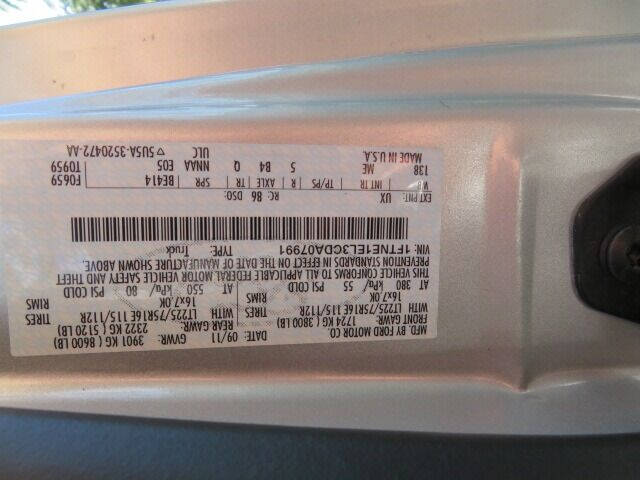 MFD. BY FORD MOTOR CO.
DATE: 09/11 GVWR: 3901 KG ( 8600 LB)
FRONT GAWR: 1724 KG ( 3800 LB) REAR GAWR: 2322 KG ( 5120 LB)
WITH LT225/75R16E 115/112R TIRES WITH LT225/75R16E 115/112R TIRES
16x7.0K RIMS 16x7.0K RIMS
AT 380 kPa/ 55 PSI COLD AT 550 kPa/ 80 PSI COLD
THIS VEHICLE CONFORMS TO ALL APPLICABLE FEDERAL MOTOR VEHICLE SAFETY AND THEFT
PREVENTION STANDARDS IN EFFECT ON THE DATE OF MANUFACTURE SHOWN ABOVE.
VIN: 1FTNE1EL3CDA07991 TYPE: Truck
EXT PNT: UX RC: 86 DSO: F0659
WB INT TR TP/PS R AXLE TR SPR BE414 T0959
138 ME S B4 Q NNAA E05
MADE IN U.S.A. ULC ▽5U5A-3520472-AA